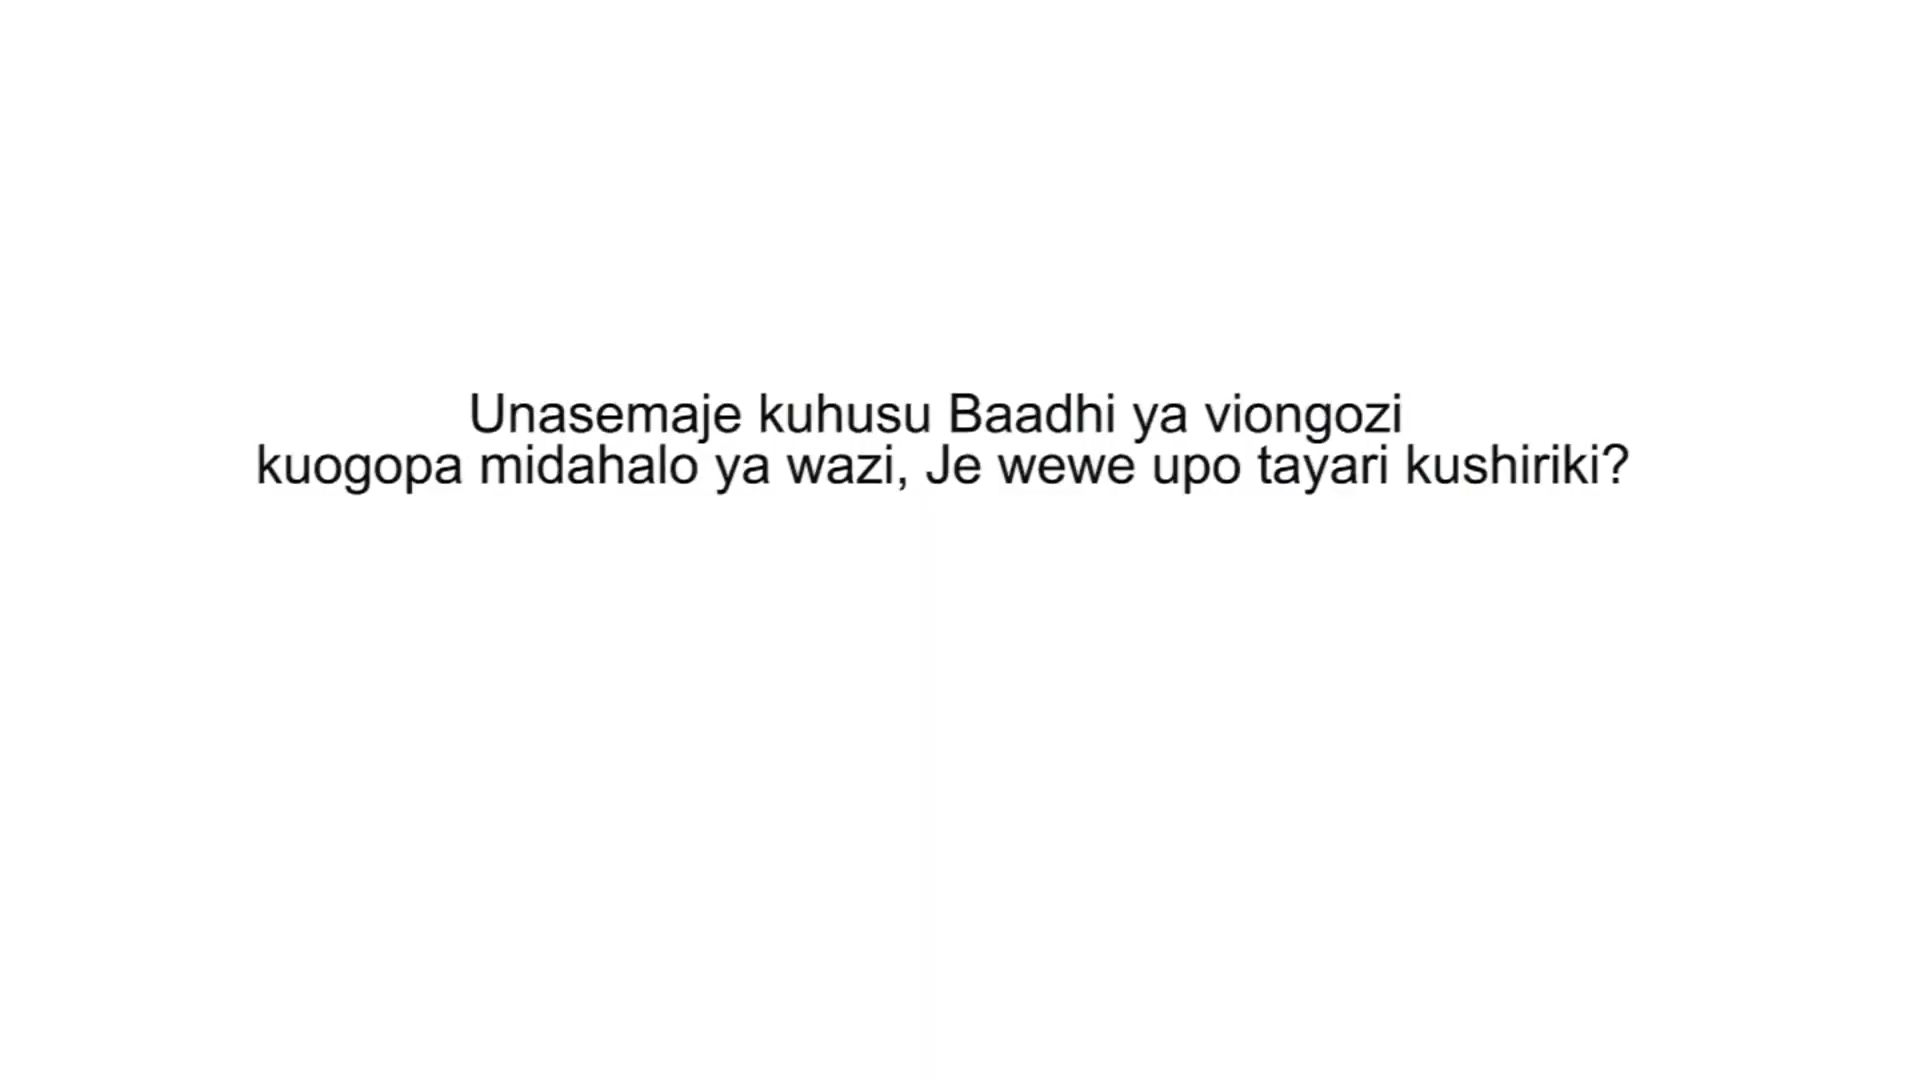 Unasemaje kuhusu Baadhi ya viongozi
kuogopa midahalo ya wazi, Je wewe upo tayari kushiriki?